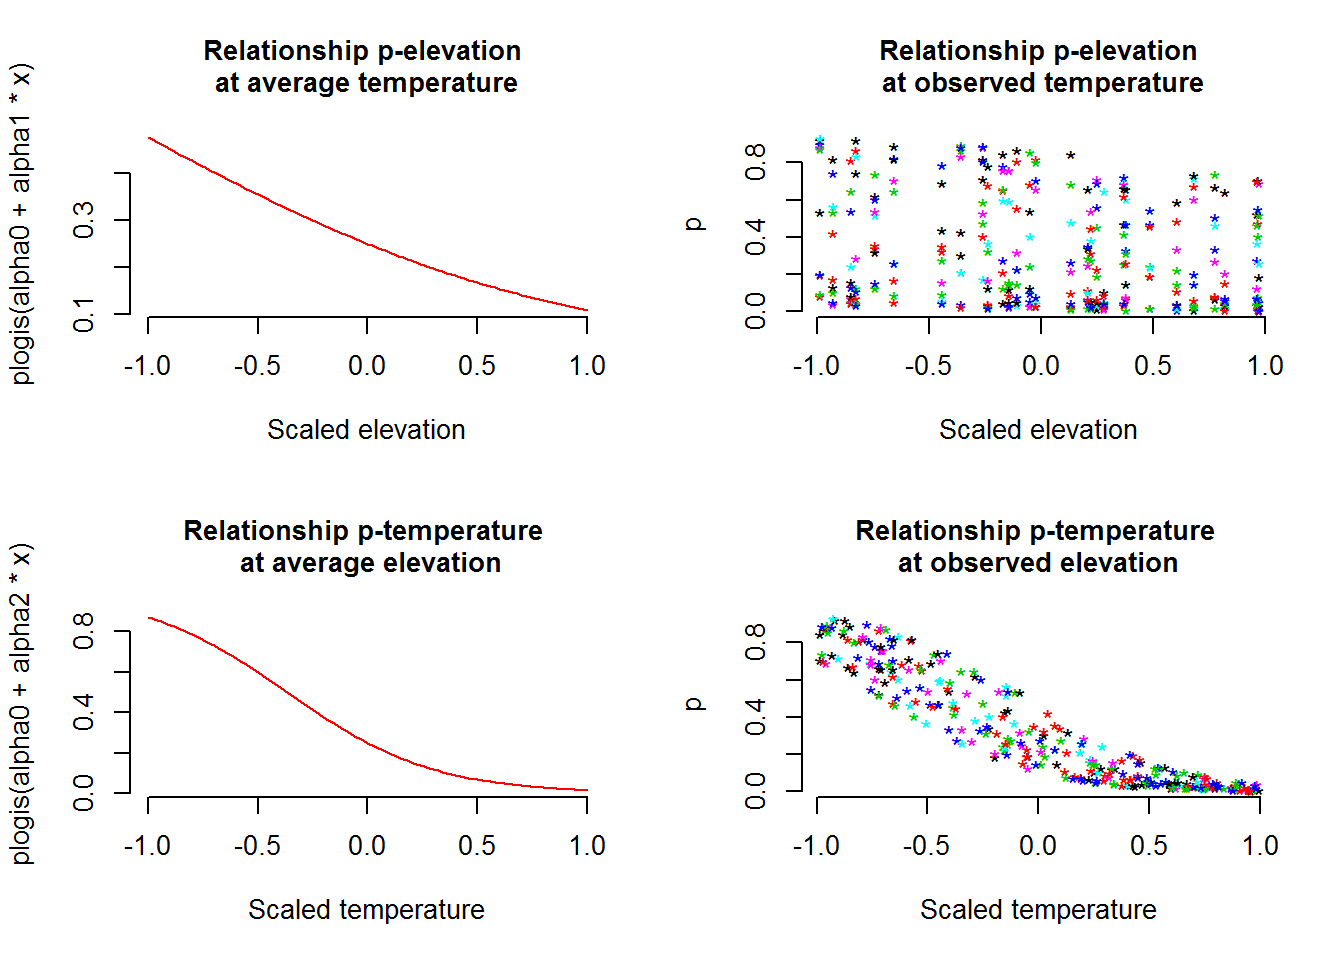 Relationship p-elevation
at average temperature
plogis(alpha0 + alpha1 * x)
0.3
0.1
-1.0 -0.5 0.0 0.5 1.0
Scaled elevation
Relationship p-elevation
at observed temperature
p
0.8
0.4
0.0
-1.0 -0.5 0.0 0.5 1.0
Scaled elevation
Relationship p-temperature
at average elevation
plogis(alpha0 + alpha2 * x)
0.8
0.4
0.0
-1.0 -0.5 0.0 0.5 1.0
Scaled temperature
Relationship p-temperature
at observed elevation
p
0.8
0.4
0.0
-1.0 -0.5 0.0 0.5 1.0
Scaled temperature